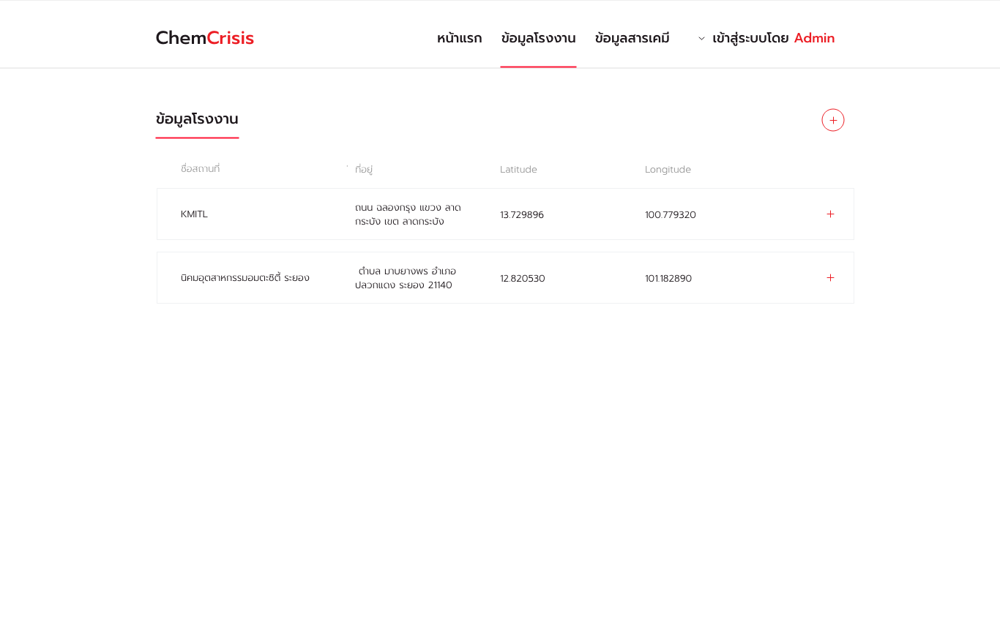 ChemCrisis หน้าแรก ข้อมูลโรงงาน ข้อมูลสารเคมี เข้าสู่ระบบโดย Admin
ข้อมูลโรงงาน
ชื่อสถานที่ ที่อยู่ Latitude Longitude
KMITL
ถนน ฉลองกรุง แขวง ลาด
กระบัง เขต ลาดกระบัง
13.729896 100.779320
นิคมอุตสาหกรรมอมตะซิตี้ ระยอง
ตำบล มาบยางพร อำเภอ
ปลวกแดง ระยอง 21140
12.820530 101.182890